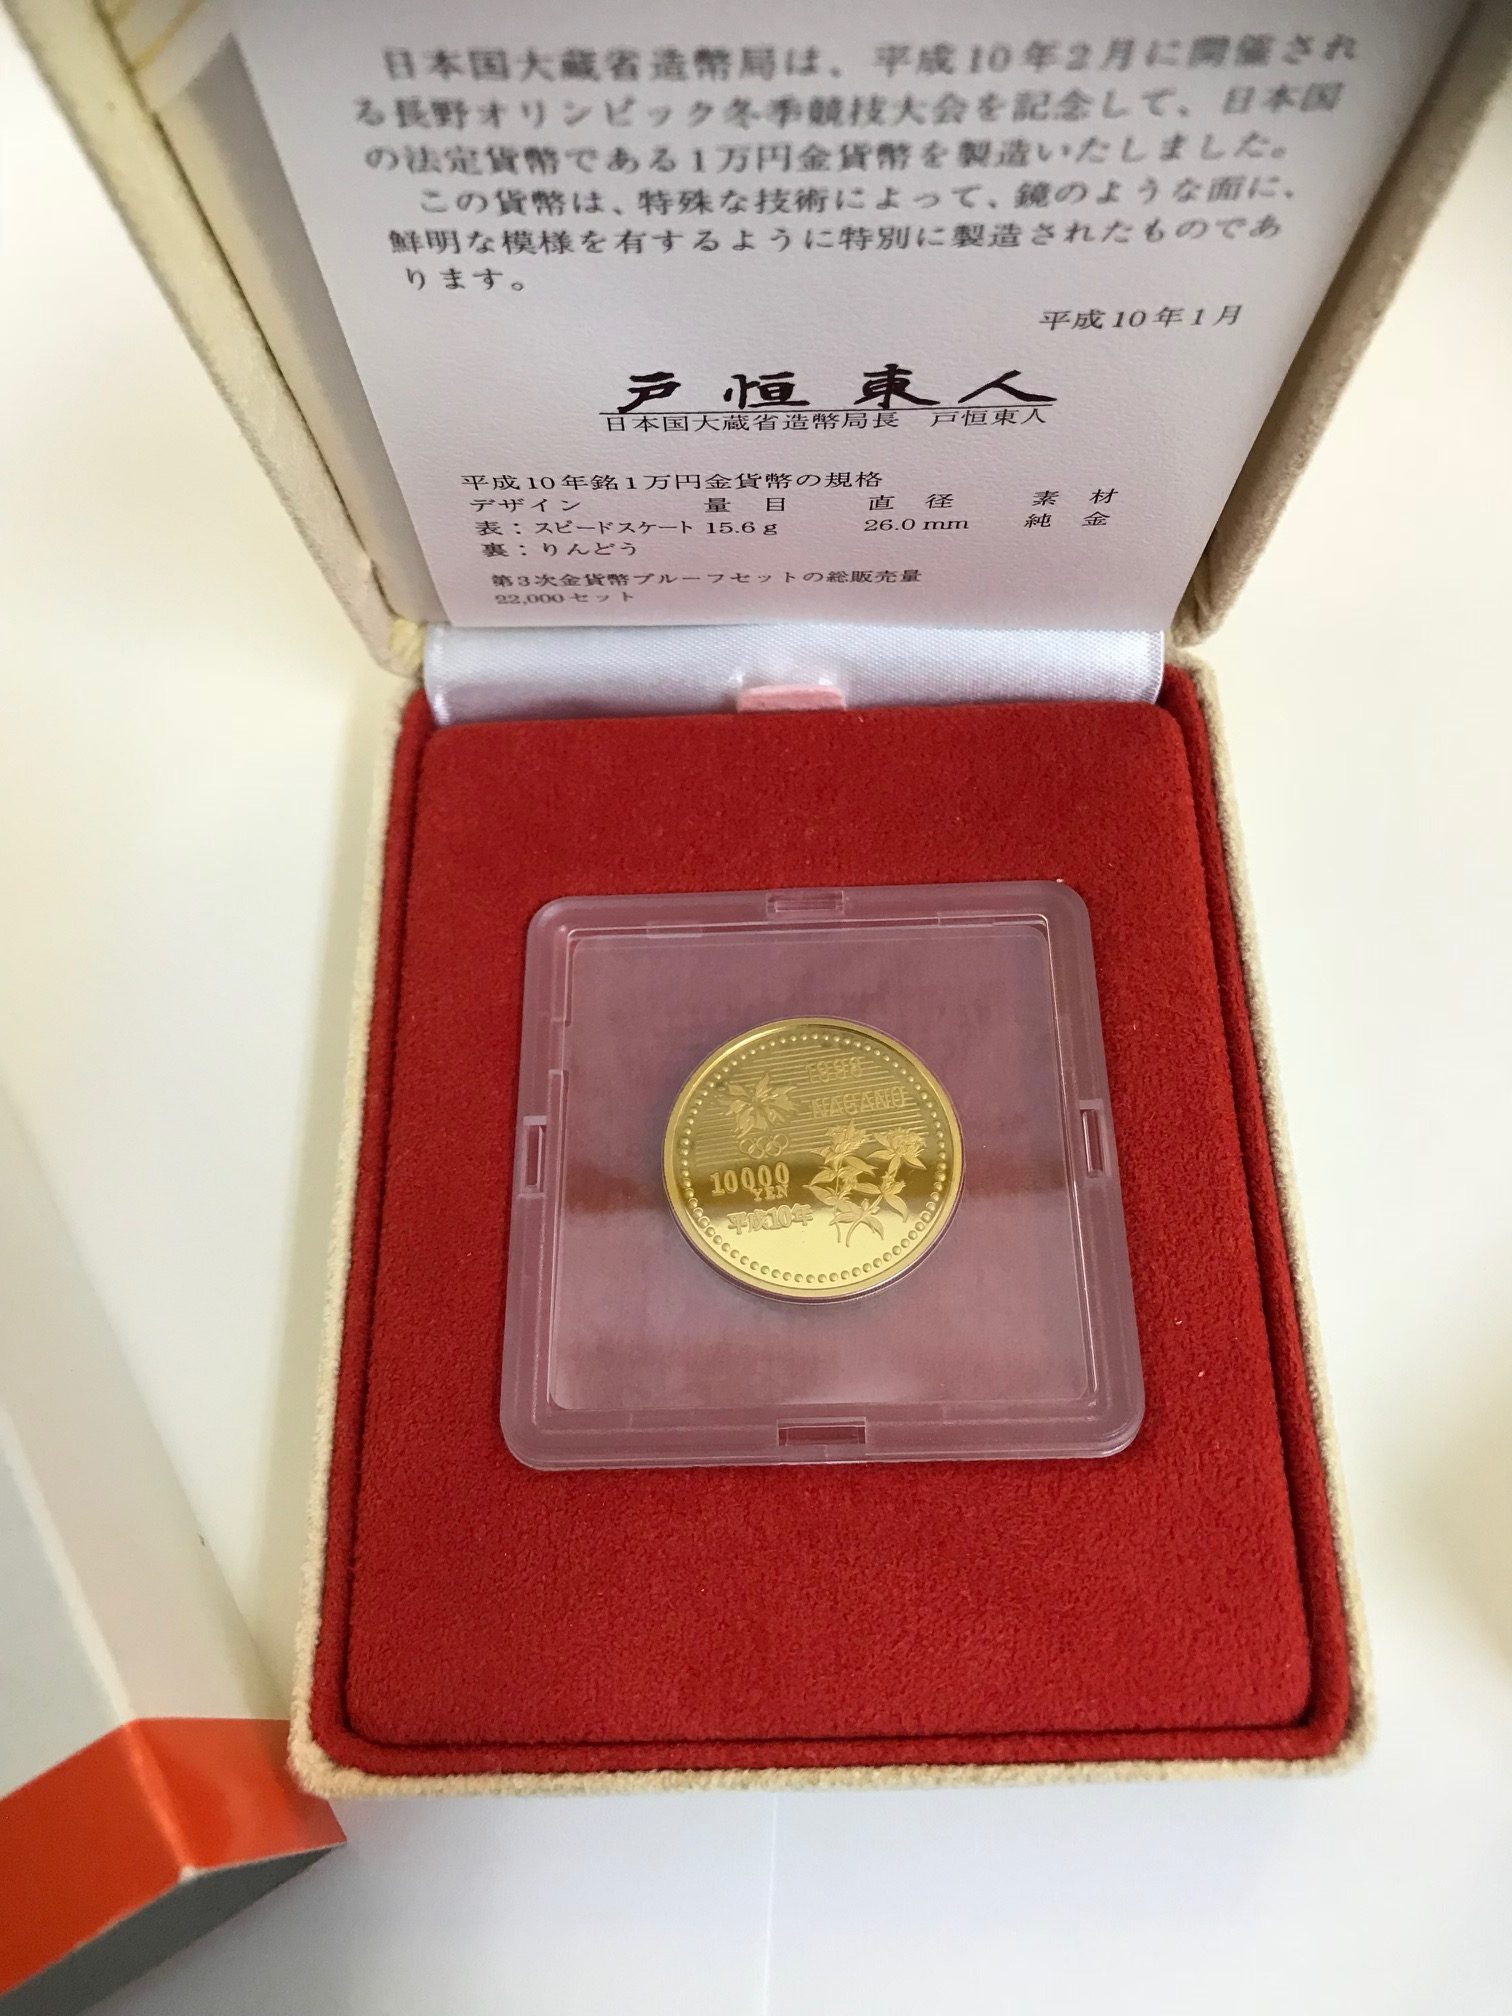 日本国大蔵省造幣局は、平成10年2月に開催され
る長野オリンピック冬季競技大会を記念して、日本国
の法定貨幣である1万円金貨幣を製造いたしました。
この貨幣は、特殊な技術によって、鏡のような面に、
鮮明な模様を有するように特別に製造されたものであ
ります。
平成10年1月
戸恒東人
日本国大蔵省造幣局長 戸恒東人
平成10年銘1万円金貨幣の規格
デザイン 量目 直径 素材
表：スピードスケート 15.6g 26.0mm 純金
裏：りんどう
第3次金貨幣プルーフセットの総販売量
22,000セット
1998
NAGANO
10000
YEN
平成10年